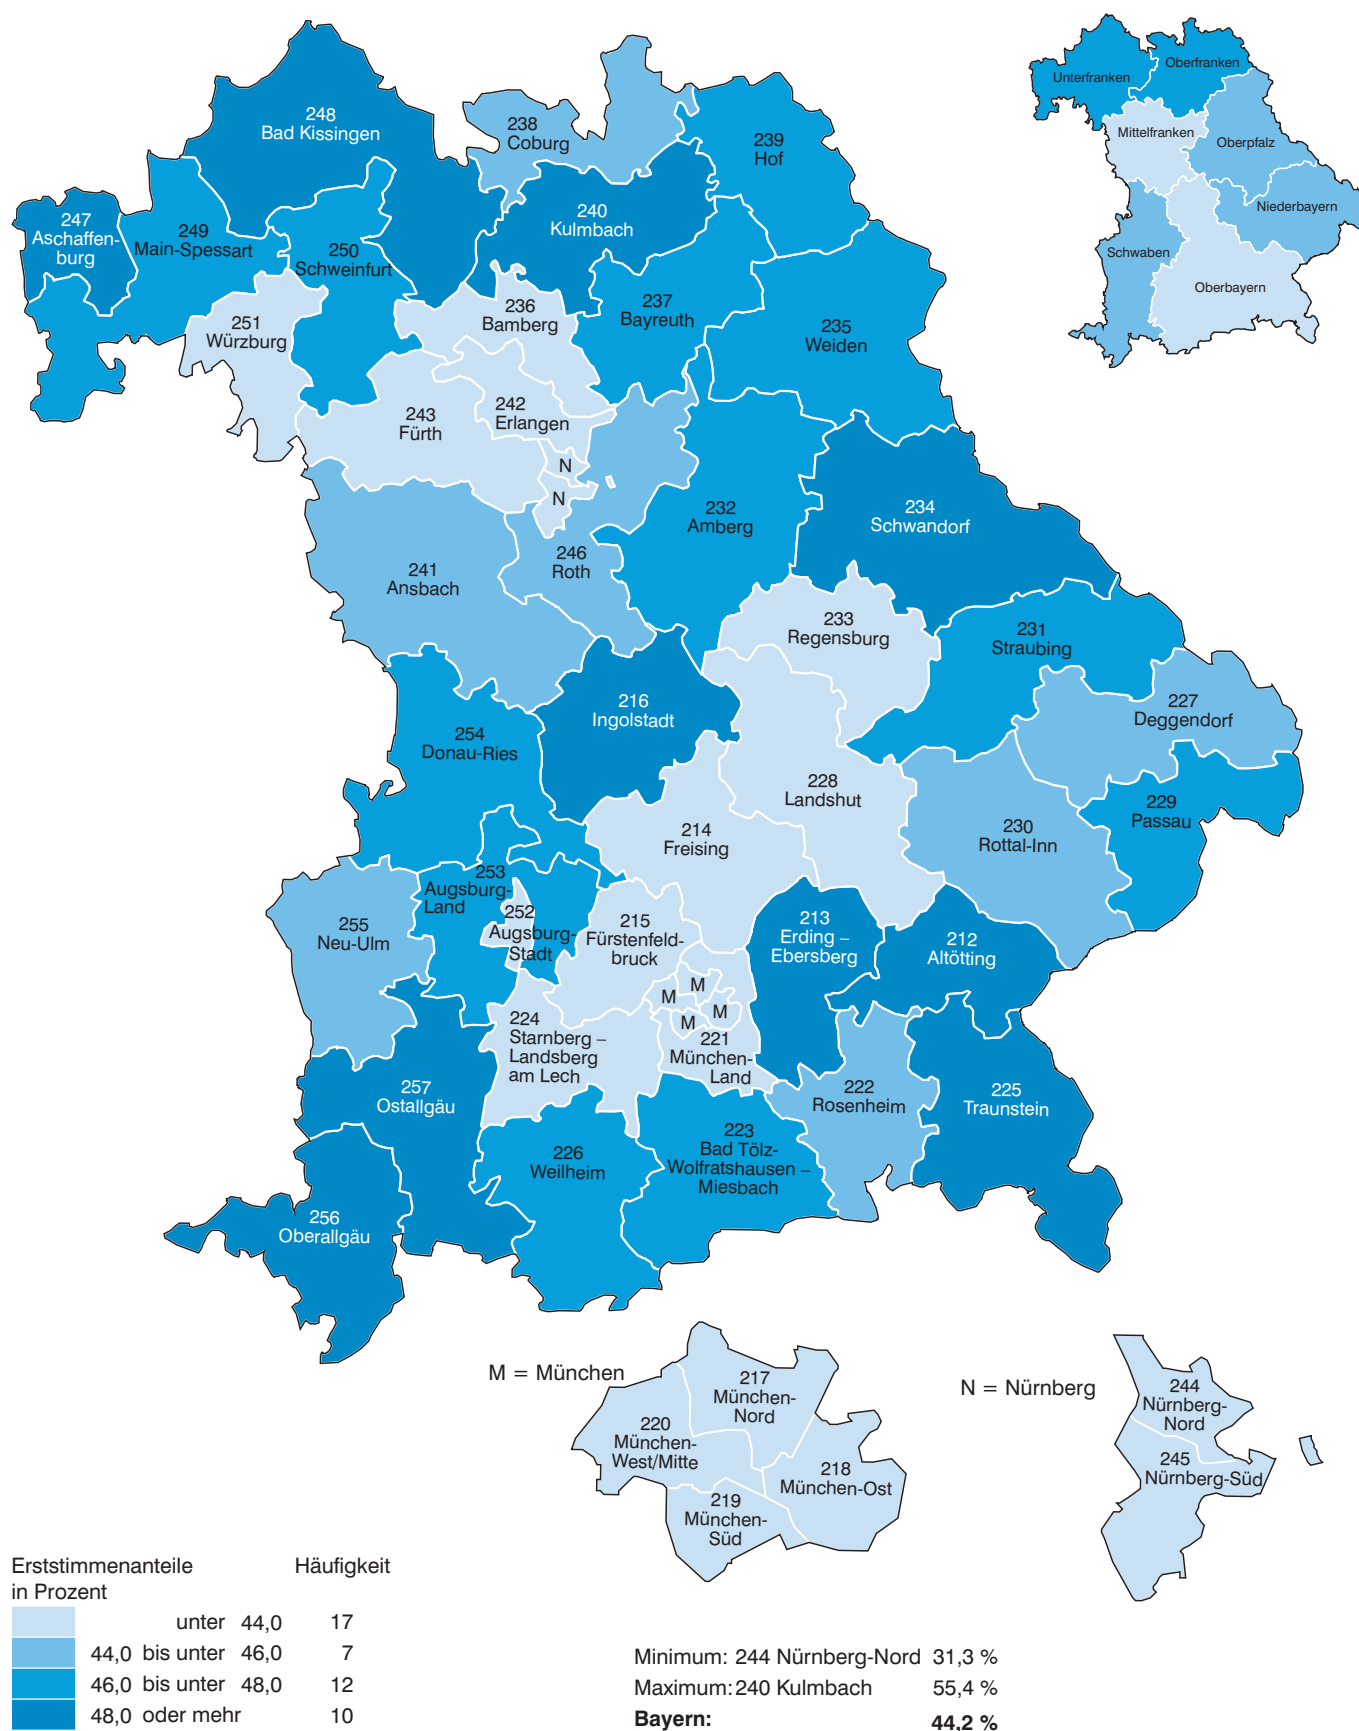 248
Bad Kissingen
238
Coburg
239
Hof
247
Aschaffen-
burg
249
Main-Spessart
250
Schweinfurt
240
Kulmbach
251
Würzburg
236
Bamberg
237
Bayreuth
235
Weiden
243
Fürth
242
Erlangen
N
N
232
Amberg
234
Schwandorf
241
Ansbach
246
Roth
233
Regensburg
231
Straubing
227
Deggendorf
216
Ingolstadt
254
Donau-Ries
228
Landshut
229
Passau
214
Freising
230
Rottal-Inn
253
Augsburg-
Land
252
Augsburg-
Stadt
255
Neu-Ulm
215
Fürstenfeld-
bruck
213
Erding –
Ebersberg
212
Altötting
M
M
M
M
224
Starnberg –
Landsberg
am Lech
221
München-
Land
257
Ostallgäu
222
Rosenheim
225
Traunstein
226
Weilheim
223
Bad Tölz-
Wolfratshausen –
Miesbach
256
Oberallgäu
Unterfranken
Oberfranken
Mittelfranken
Oberpfalz
Niederbayern
Schwaben
Oberbayern
M = München
217
München-
Nord
220
München-
West/Mitte
218
München-Ost
219
München-
Süd
N = Nürnberg
244
Nürnberg-
Nord
245
Nürnberg-Süd
Erststimmenanteile Häufigkeit
in Prozent
unter 44,0 17
44,0 bis unter 46,0 7
46,0 bis unter 48,0 12
48,0 oder mehr 10
Minimum: 244 Nürnberg-Nord 31,3 %
Maximum: 240 Kulmbach 55,4 %
Bayern: 44,2 %